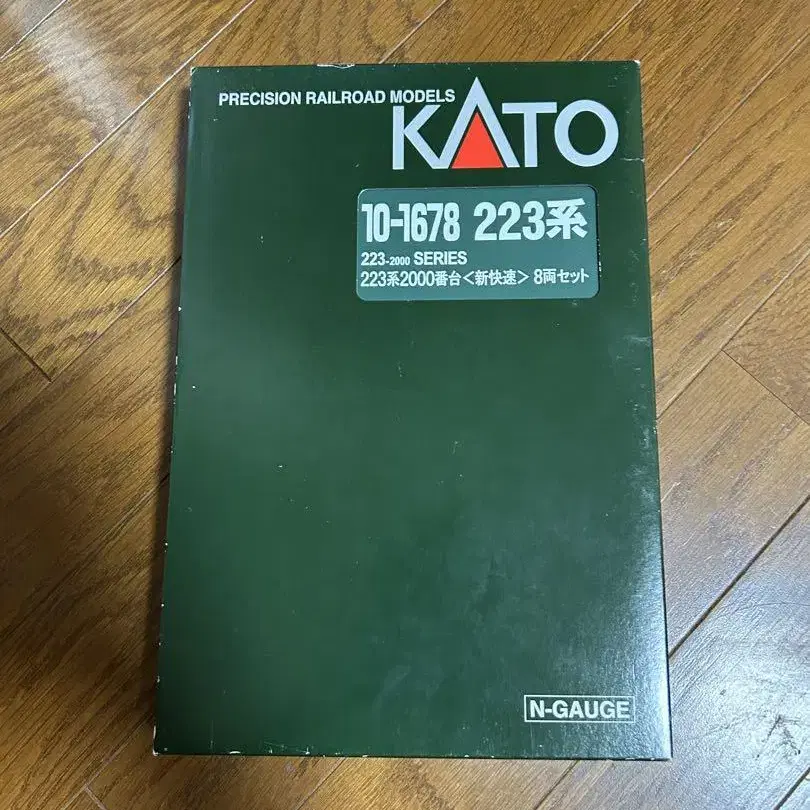 PRECISION RAILROAD MODELS
KATO
10-1678 223系
223-2000 SERIES
223系2000番台<新快速> 8両セット
N-GAUGE